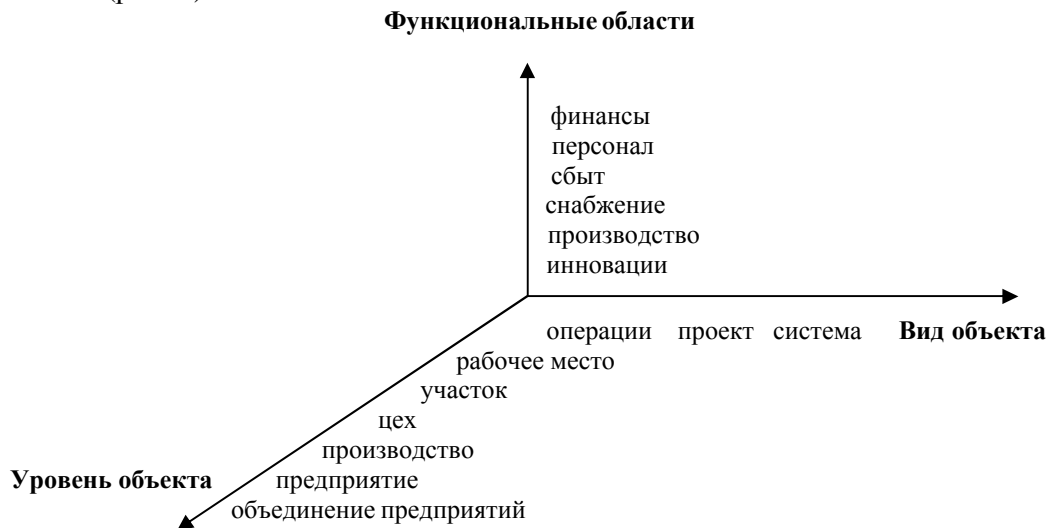 Функциональные области
финансы
персонал
сбыт
снабжение
производство
инновации
операции проект система Вид объекта
рабочее место
участок
цех
производство
Уровень объекта предприятие
объединение предприятий